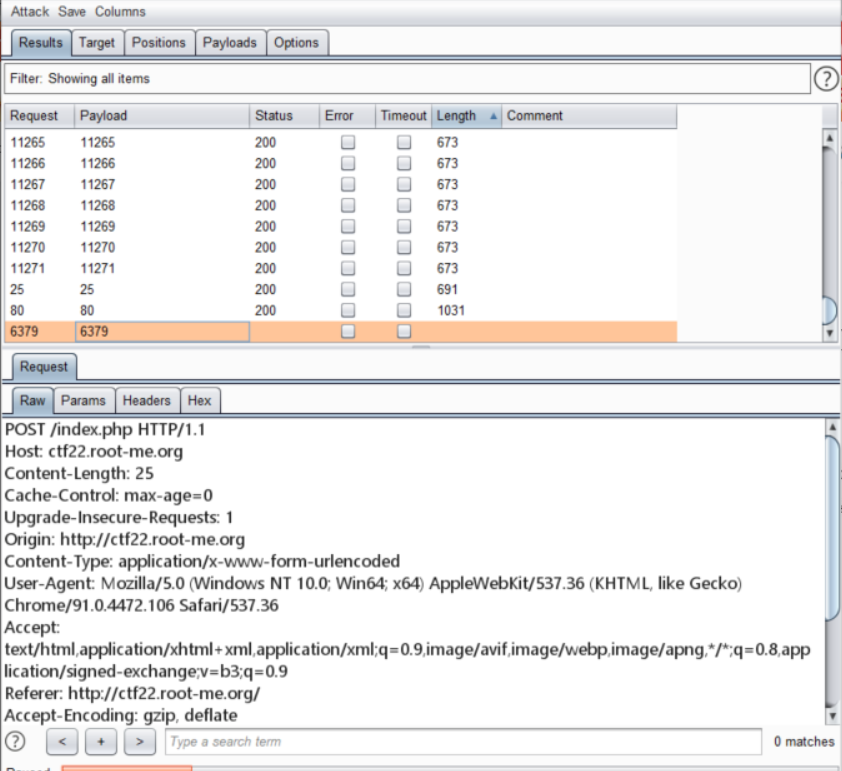 Attack Save Columns
Results Target Positions Payloads Options
Filter: Showing all items
?
Request Payload Status Error Timeout Length Comment
11265 11265 200 673
11266 11266 200 673
11267 11267 200 673
11268 11268 200 673
11269 11269 200 673
11270 11270 200 673
11271 11271 200 673
25 25 200 691
80 80 200 1031
6379 6379
Request
Raw Params Headers Hex
POST /index.php HTTP/1.1
Host: ctf22.root-me.org
Content-Length: 25
Cache-Control: max-age=0
Upgrade-Insecure-Requests: 1
Origin: http://ctf22.root-me.org
Content-Type: application/x-www-form-urlencoded
User-Agent: Mozilla/5.0 (Windows NT 10.0; Win64; x64) AppleWebKit/537.36 (KHTML, like Gecko)
Chrome/91.0.4472.106 Safari/537.36
Accept:
text/html,application/xhtml+xml,application/xml;q=0.9,image/avif,image/webp,image/apng,*/*;q=0.8,app
lication/signed-exchange;v=b3;q=0.9
Referer: http://ctf22.root-me.org/
Accept-Encoding: gzip, deflate
? < + > Type a search term 0 matches